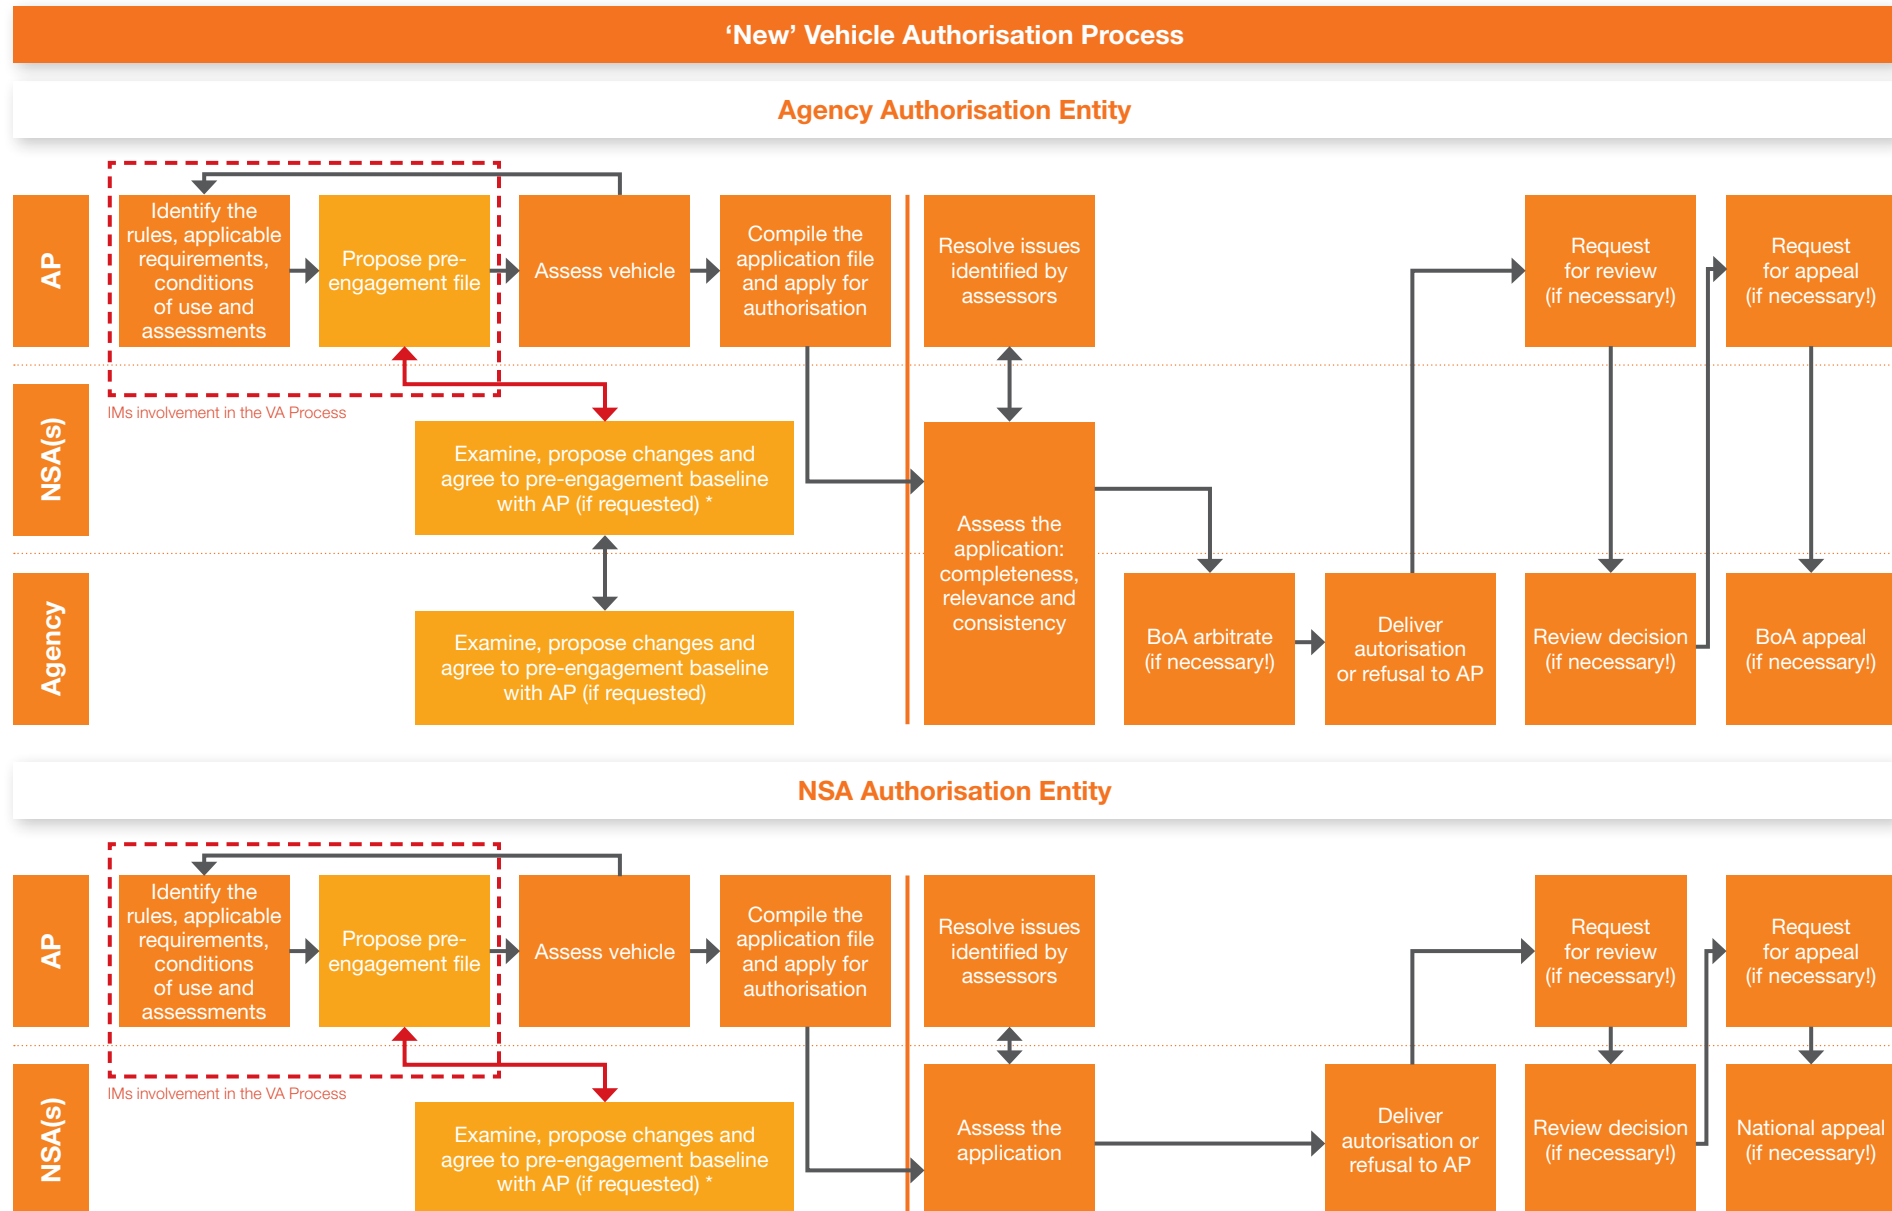 ‘New’ Vehicle Authorisation Process
Agency Authorisation Entity
AP
Identify the
rules, applicable
requirements,
conditions
of use and
assessments
Propose pre-
engagement file
Assess vehicle
Compile the
application file
and apply for
authorisation
Resolve issues
identified by
assessors
Request
for review
(if necessary!)
Request
for appeal
(if necessary!)
IMs involvement in the VA Process
NSA(s)
Examine, propose changes and
agree to pre-engagement baseline
with AP (if requested) *
Assess the
application:
completeness,
relevance and
consistency
Agency
Examine, propose changes and
agree to pre-engagement baseline
with AP (if requested)
BoA arbitrate
(if necessary!)
Deliver
autorisation
or refusal to AP
Review decision
(if necessary!)
BoA appeal
(if necessary!)
NSA Authorisation Entity
AP
Identify the
rules, applicable
requirements,
conditions
of use and
assessments
Propose pre-
engagement file
Assess vehicle
Compile the
application file
and apply for
authorisation
Resolve issues
identified by
assessors
Request
for review
(if necessary!)
Request
for appeal
(if necessary!)
IMs involvement in the VA Process
NSA(s)
Examine, propose changes and
agree to pre-engagement baseline
with AP (if requested) *
Assess the
application
Deliver
autorisation or
refusal to AP
Review decision
(if necessary!)
National appeal
(if necessary!)